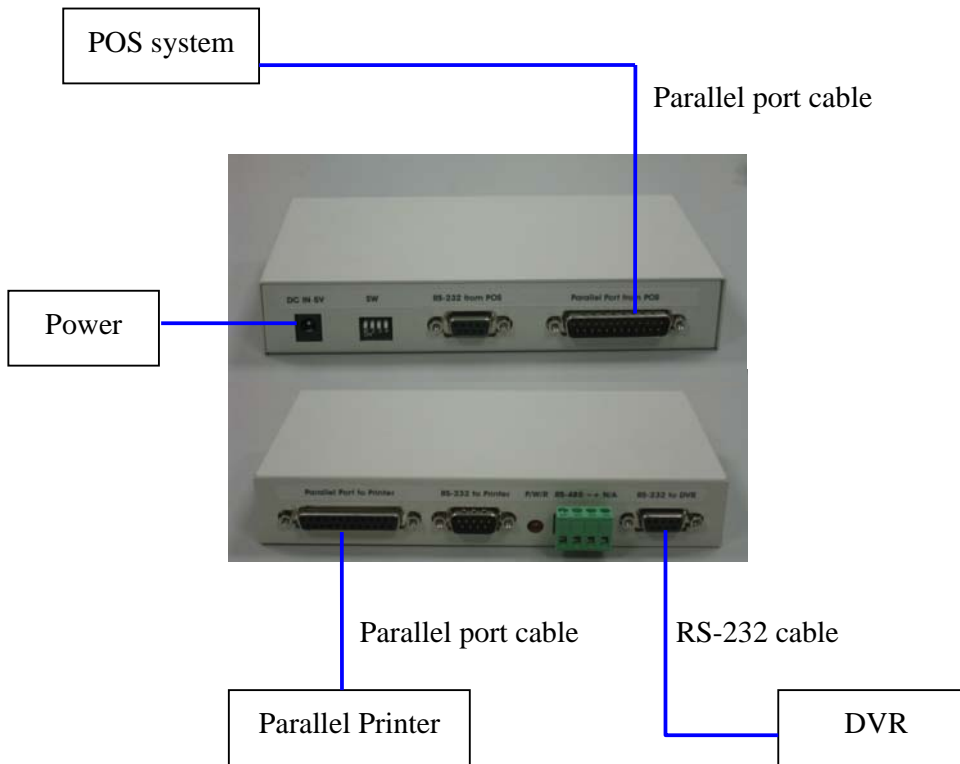 POS system
Parallel port cable
DC IN 5V
SW
RS-232 from POS
Parallel Port from POS
Power
Parallel Port to Printer
RS-232 to Printer
P/W/R
RS-485 - + N/A
RS-232 to DVR
Parallel port cable
RS-232 cable
Parallel Printer
DVR